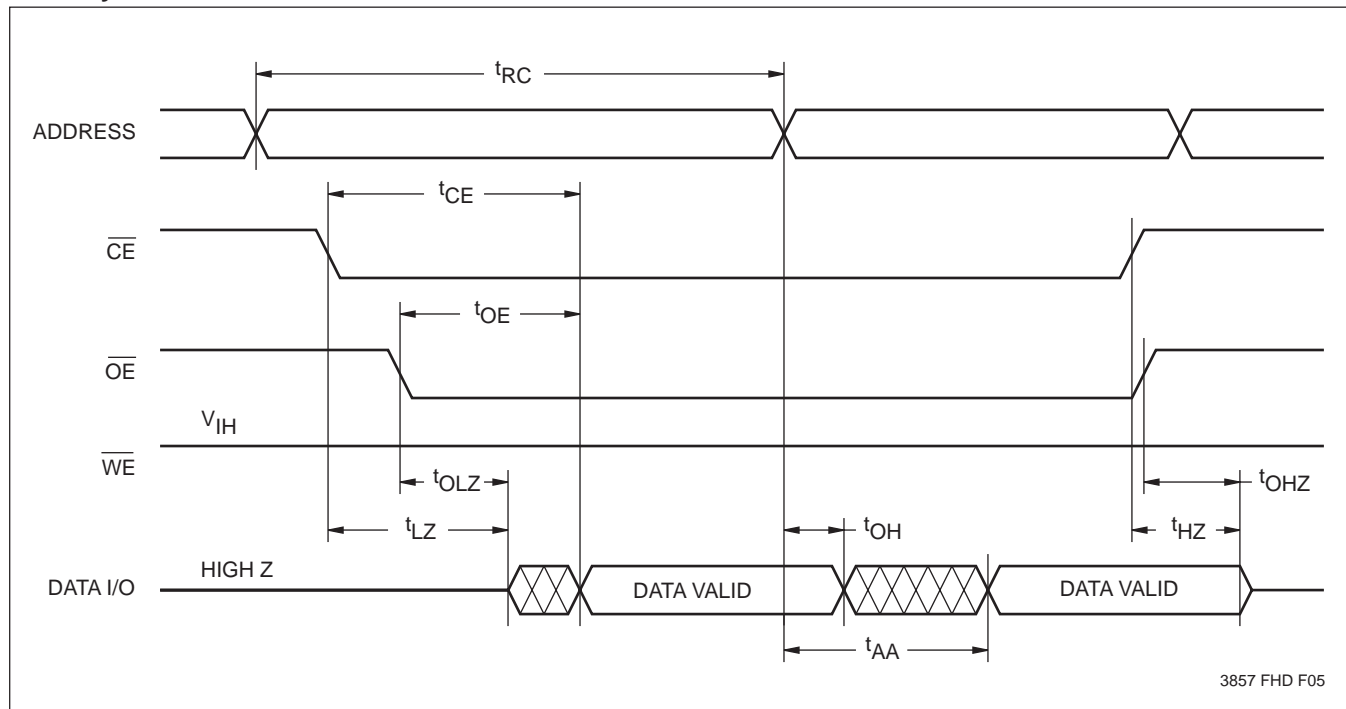 tRC
ADDRESS
tCE
CE
tOE
OE
VIH
WE
tOLZ
tOHZ
tLZ
tOH
tHZ
HIGH Z
DATA I/O
DATA VALID
DATA VALID
tAA
3857 FHD F05